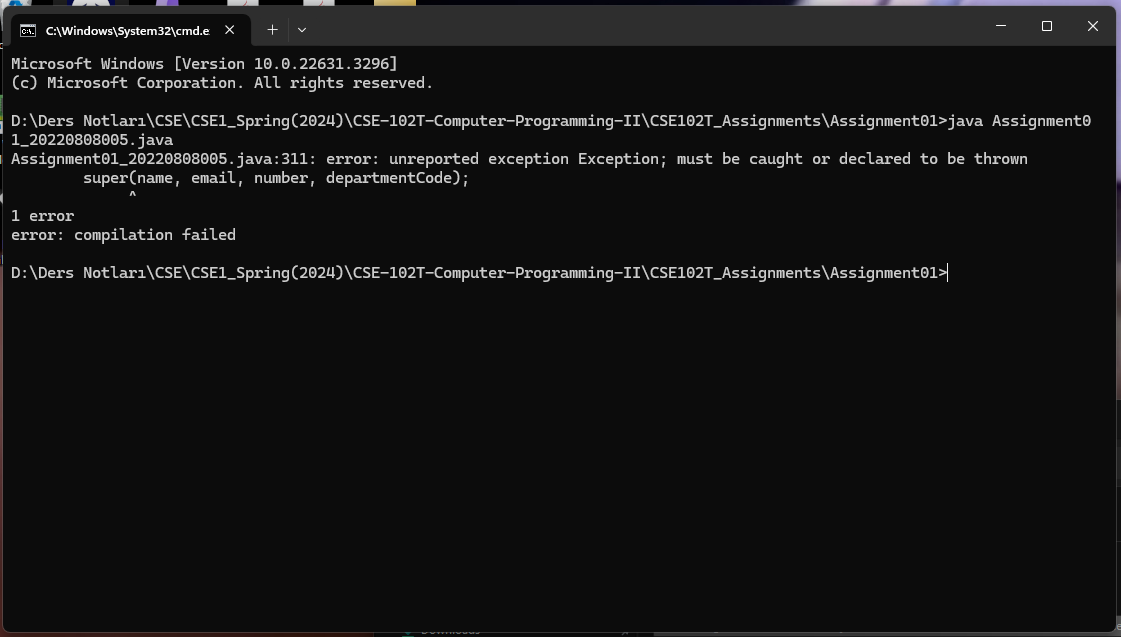 C:\Windows\System32\cmd.e
Microsoft Windows [Version 10.0.22631.3296]
(c) Microsoft Corporation. All rights reserved.
D:\Ders Notları\CSE\CSE1_Spring(2024)\CSE-102T-Computer-Programming-II\CSE102T_Assignments\Assignment01>java Assignment0
1_20220808005.java
Assignment01_20220808005.java:311: error: unreported exception Exception; must be caught or declared to be thrown
super(name, email, number, departmentCode);
^
1 error
error: compilation failed
D:\Ders Notları\CSE\CSE1_Spring(2024)\CSE-102T-Computer-Programming-II\CSE102T_Assignments\Assignment01>